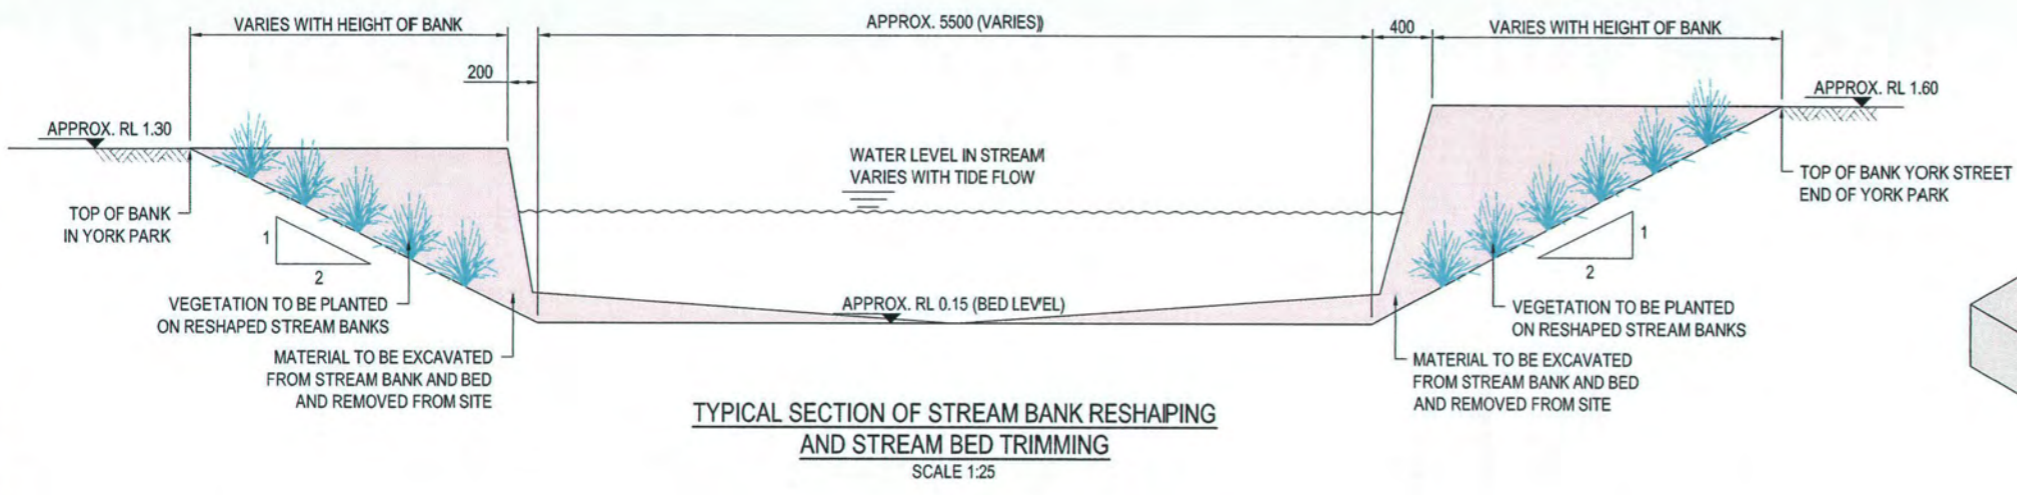 VARIES WITH HEIGHT OF BANK
APPROX. 5500 (VARIES)
400
VARIES WITH HEIGHT OF BANK
200
APPROX. RL 1.60
APPROX. RL 1.30
WATER LEVEL IN STREAM
VARIES WITH TIDE FLOW
TOP OF BANK YORK STREET
END OF YORK PARK
TOP OF BANK
IN YORK PARK
1
2
1
2
VEGETATION TO BE PLANTED
ON RESHAPED STREAM BANKS
APPROX. RL 0.15 (BED LEVEL)
VEGETATION TO BE PLANTED
ON RESHAPED STREAM BANKS
MATERIAL TO BE EXCAVATED
FROM STREAM BANK AND BED
AND REMOVED FROM SITE
MATERIAL TO BE EXCAVATED
FROM STREAM BANK AND BED
AND REMOVED FROM SITE
TYPICAL SECTION OF STREAM BANK RESHAPING
AND STREAM BED TRIMMING
SCALE 1:25